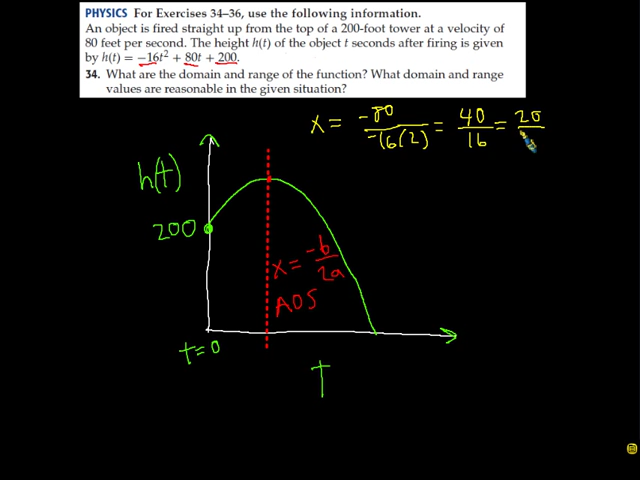 PHYSICS For Exercises 34–36, use the following information.
An object is fired straight up from the top of a 200-foot tower at a velocity of
80 feet per second. The height h(t) of the object t seconds after firing is given
by h(t) = −16t² + 80t + 200.
34. What are the domain and range of the function? What domain and range
values are reasonable in the given situation?
x = -80/-16(2) = 40/16 = 20/
h(t)
200
x = -b/2a
AOS
t=0
T